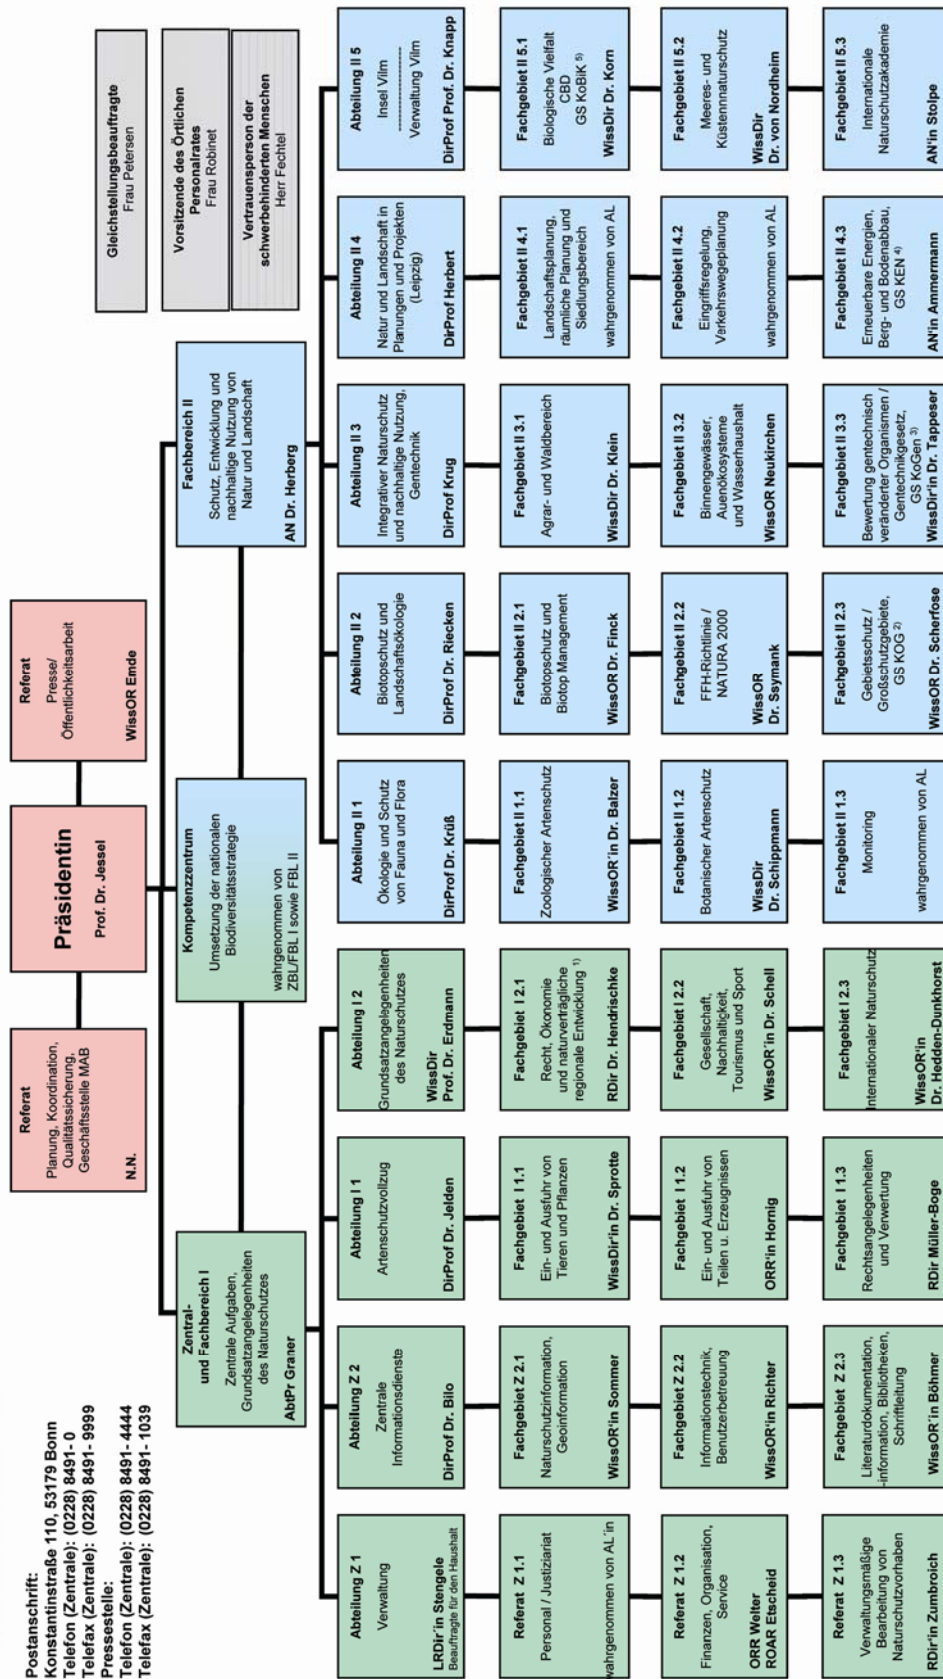 Postanschrift:
Konstantinstraße 110, 53179 Bonn
Telefon (Zentrale): (0228) 8491- 0
Telefax (Zentrale): (0228) 8491- 9999
Pressestelle:
Telefon (Zentrale): (0228) 8491- 4444
Telefax (Zentrale): (0228) 8491- 1039
Referat
Planung, Koordination,
Qualitätssicherung,
Geschäftsstelle MAB
N.N.
Präsidentin
Prof. Dr. Jessel
Referat
Presse/
Öffentlichkeitsarbeit
WissOR Emde
Gleichstellungsbeauftragte
Frau Petersen
Vorsitzende des Örtlichen
Personalrates
Frau Robinet
Vertrauensperson der
schwerbehinderten Menschen
Herr Fechtel
Zentral-
und Fachbereich I
Zentrale Aufgaben,
Grundsatzangelegenheiten
des Naturschutzes
AbtPr Graner
Kompetenzzentrum
Umsetzung der nationalen
Biodiversitätsstrategie
wahrgenommen von
ZBL/FBL I sowie FBL II
Fachbereich II
Schutz, Entwicklung und
nachhaltige Nutzung von
Natur und Landschaft
AN Dr. Herberg
Abteilung Z 1
Verwaltung
LRDir´in Stengele
Beauftragte für den Haushalt
Abteilung Z 2
Zentrale
Informationsdienste
DirProf Dr. Bilo
Abteilung I 1
Artenschutzvollzug
DirProf Dr. Jelden
Abteilung I 2
Grundsatzangelegenheiten
des Naturschutzes
WissDir
Prof. Dr. Erdmann
Abteilung II 1
Ökologie und Schutz
von Fauna und Flora
DirProf Dr. Krüß
Abteilung II 2
Biotopschutz und
Landschaftsökologie
DirProf Dr. Riecken
Abteilung II 3
Integrativer Naturschutz
und nachhaltige Nutzung,
Gentechnik
DirProf Krug
Abteilung II 4
Natur und Landschaft in
Planungen und Projekten
(Leipzig)
DirProf Herbert
Abteilung II 5
Insel Vilm
----------------------
Verwaltung Vilm
DirProf Prof. Dr. Knapp
Referat Z 1.1
Personal / Justiziariat
wahrgenommen von AL´in
Fachgebiet Z 2.1
Naturschutzinformation,
Geoinformation
WissOR'in Sommer
Fachgebiet I 1.1
Ein- und Ausfuhr von
Tieren und Pflanzen
WissDir'in Dr. Sprotte
Fachgebiet I 2.1
Recht, Ökonomie
und naturverträgliche
regionale Entwicklung 1)
RDir Dr. Hendrischke
Fachgebiet II 1.1
Zoologischer Artenschutz
WissOR´in Dr. Balzer
Fachgebiet II 2.1
Biotopschutz und
Biotop Management
WissOR Dr. Finck
Fachgebiet II 3.1
Agrar- und Waldbereich
WissDir Dr. Klein
Fachgebiet II 4.1
Landschaftsplanung,
räumliche Planung und
Siedlungsbereich
wahrgenommen von AL
Fachgebiet II 5.1
Biologische Vielfalt
CBD
GS KoBiK 5)
WissDir Dr. Korn
Referat Z 1.2
Finanzen, Organisation,
Service
ORR Welter
ROAR Etscheid
Fachgebiet Z 2.2
Informationstechnik,
Benutzerbetreuung
WissOR'in Richter
Fachgebiet I 1.2
Ein- und Ausfuhr von
Teilen u. Erzeugnissen
ORR'in Hornig
Fachgebiet I 2.2
Gesellschaft,
Nachhaltigkeit,
Tourismus und Sport
WissOR´in Dr. Schell
Fachgebiet II 1.2
Botanischer Artenschutz
WissDir
Dr. Schippmann
Fachgebiet II 2.2
FFH-Richtlinie /
NATURA 2000
WissOR
Dr. Ssymank
Fachgebiet II 3.2
Binnengewässer,
Auenökosysteme
und Wasserhaushalt
WissOR Neukirchen
Fachgebiet II 4.2
Eingriffsregelung,
Verkehrswegeplanung
wahrgenommen von AL
Fachgebiet II 5.2
Meeres- und
Küstennnaturschutz
WissDir
Dr. von Nordheim
Referat Z 1.3
Verwaltungsmäßige
Bearbeitung von
Naturschutzvorhaben
RDir'in Zumbroich
Fachgebiet Z 2.3
Literaturdokumentation,
-information, Bibliotheken,
Schriftleitung
WissOR´in Böhmer
Fachgebiet I 1.3
Rechtsangelegenheiten
und Verwertung
RDir Müller-Boge
Fachgebiet I 2.3
Internationaler Naturschutz
WissOR'in
Dr. Hedden-Dunkhorst
Fachgebiet II 1.3
Monitoring
wahrgenommen von AL
Fachgebiet II 2.3
Gebietsschutz /
Großschutzgebiete,
GS KOG 2)
WissOR Dr. Scherfose
Fachgebiet II 3.3
Bewertung gentechnisch
veränderter Organismen /
Gentechnikgesetz,
GS KoGen 3)
WissDir'in Dr. Tappeser
Fachgebiet II 4.3
Erneuerbare Energien,
Berg- und Bodenabbau,
GS KEN 4)
AN'in Ammermann
Fachgebiet II 5.3
Internationale
Naturschutzakademie
AN'in Stolpe